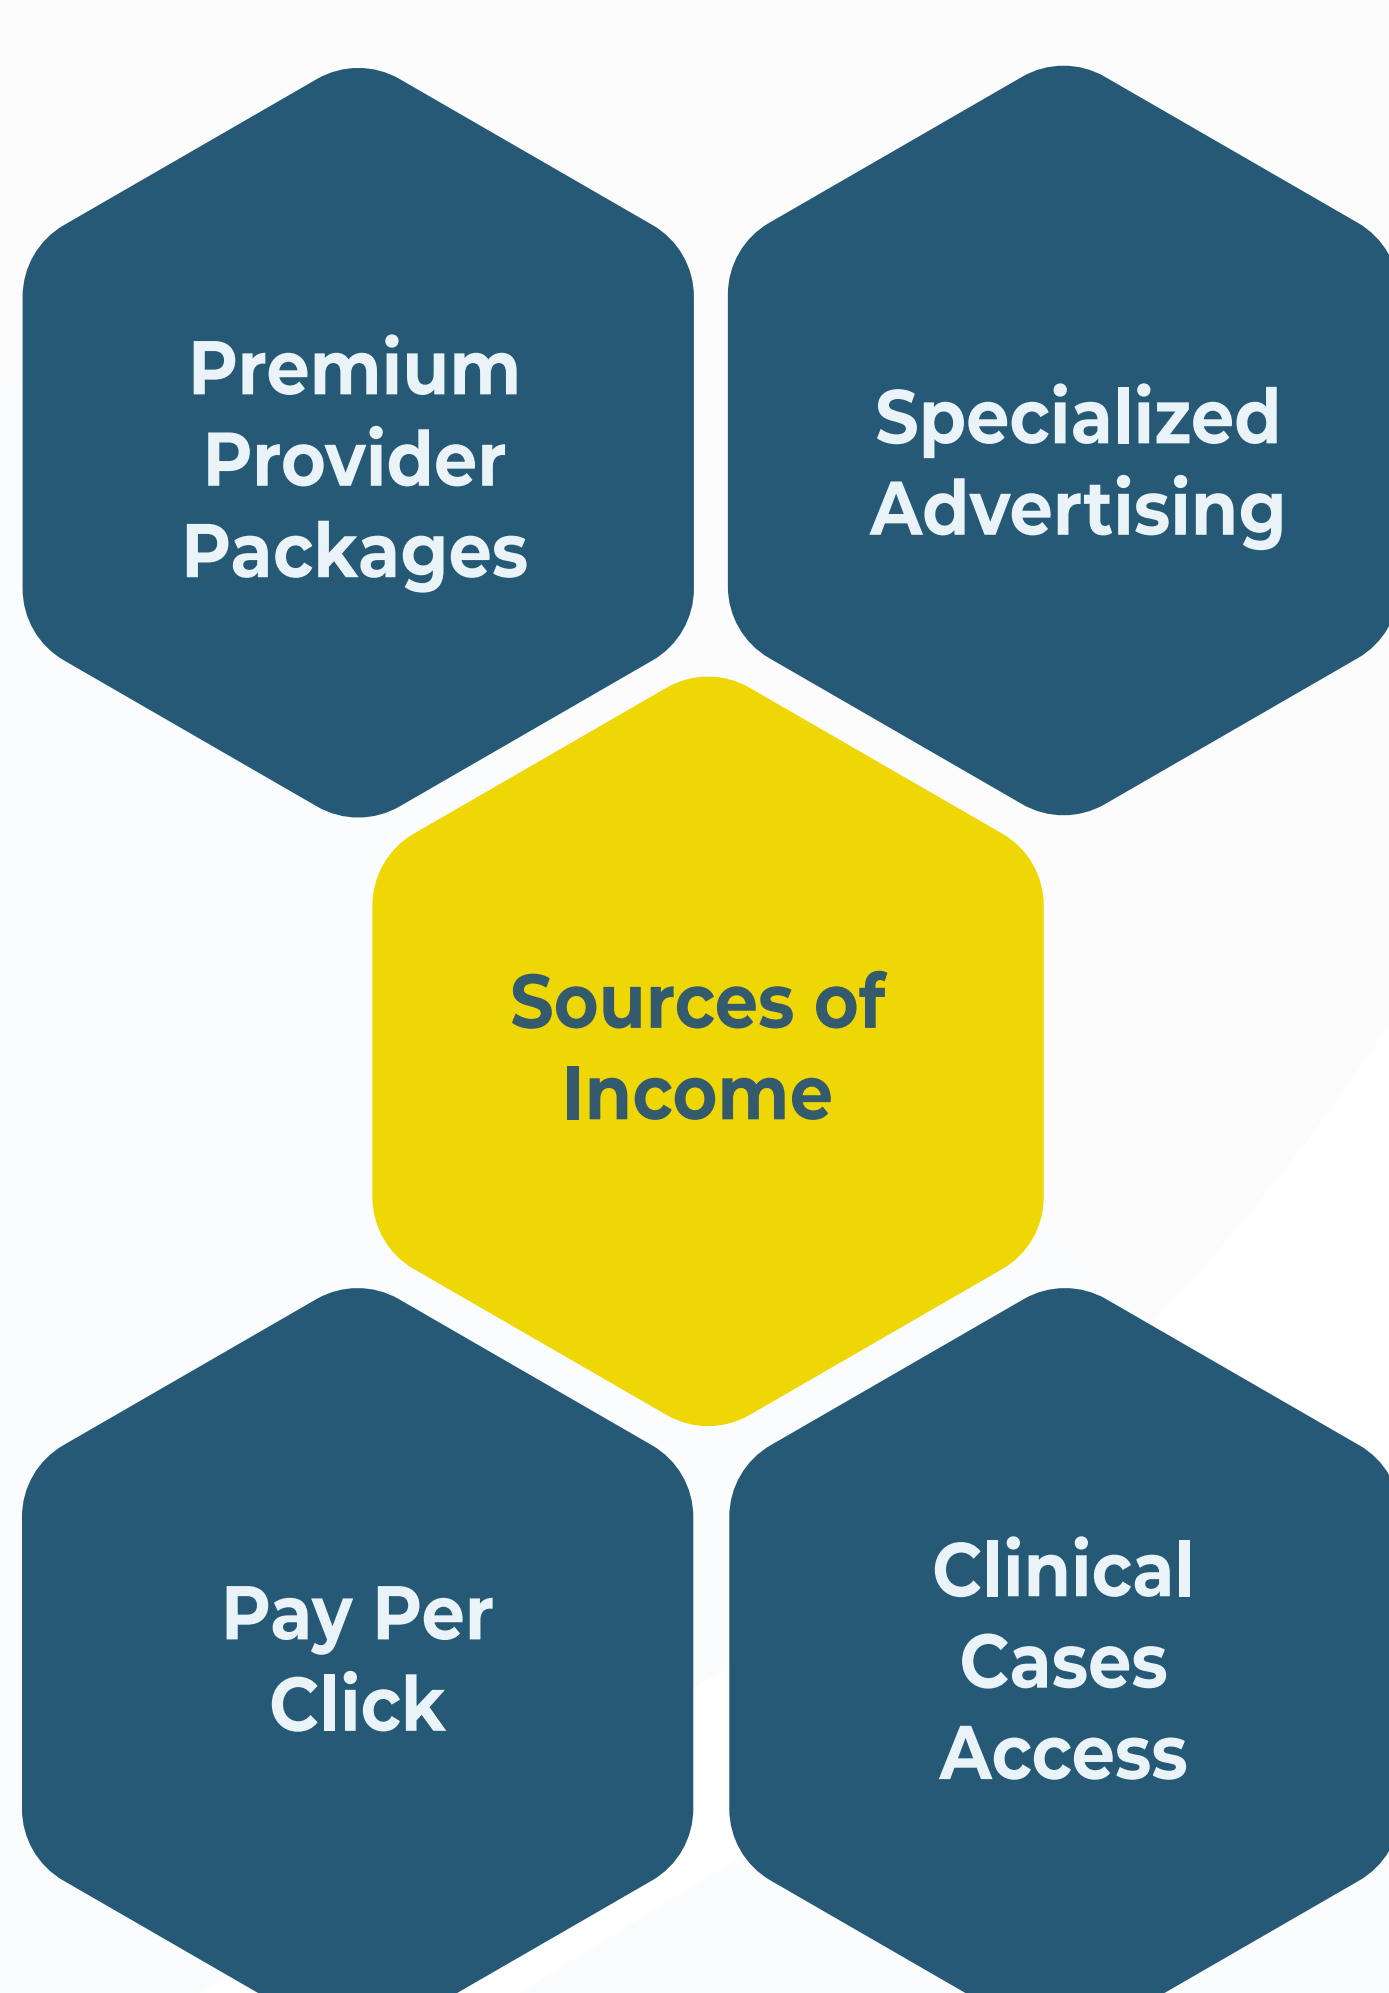 Premium
Provider
Packages
Specialized
Advertising
Sources of
Income
Pay Per
Click
Clinical
Cases
Access